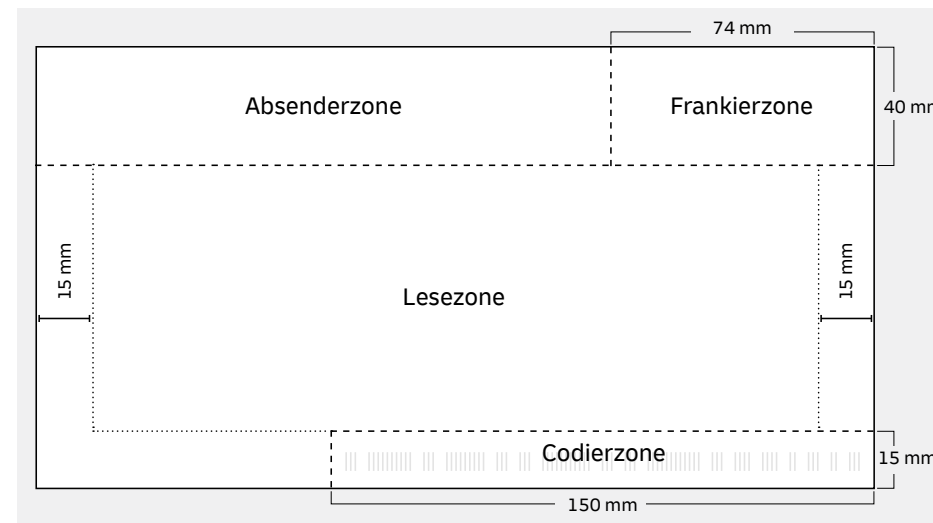 74 mm
Absenderzone
Frankierzone
40 mm
15 mm
15 mm
Lesezone
Codierzone
15 mm
150 mm